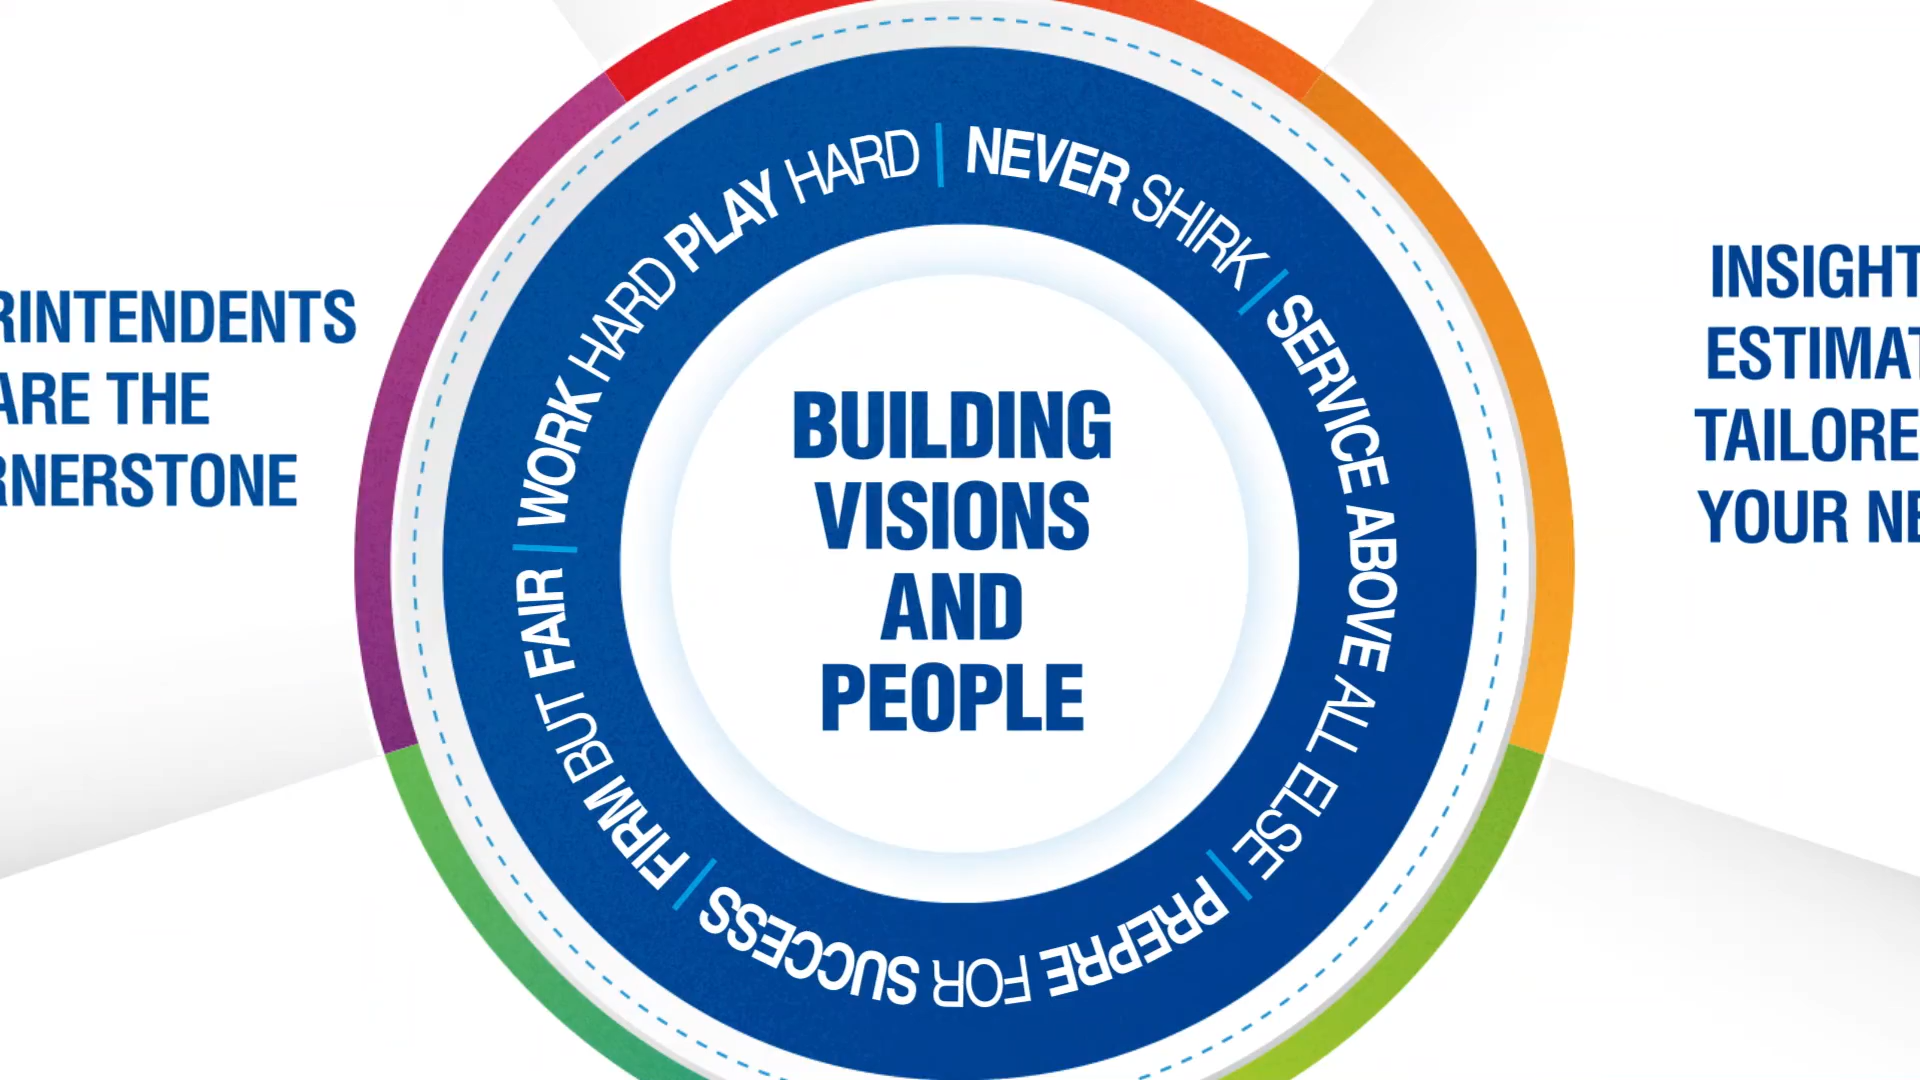 RINTENDENTS
ARE THE
RNERSTONE
WORK HARD PLAY HARD | NEVER SHIRK | SERVICE ABOVE ALL ELSE | PREPRE FOR SUCCESS | FIRM BUT FAIR |
BUILDING
VISIONS
AND
PEOPLE
INSIGHT
ESTIMAT
TAILORE
YOUR NE